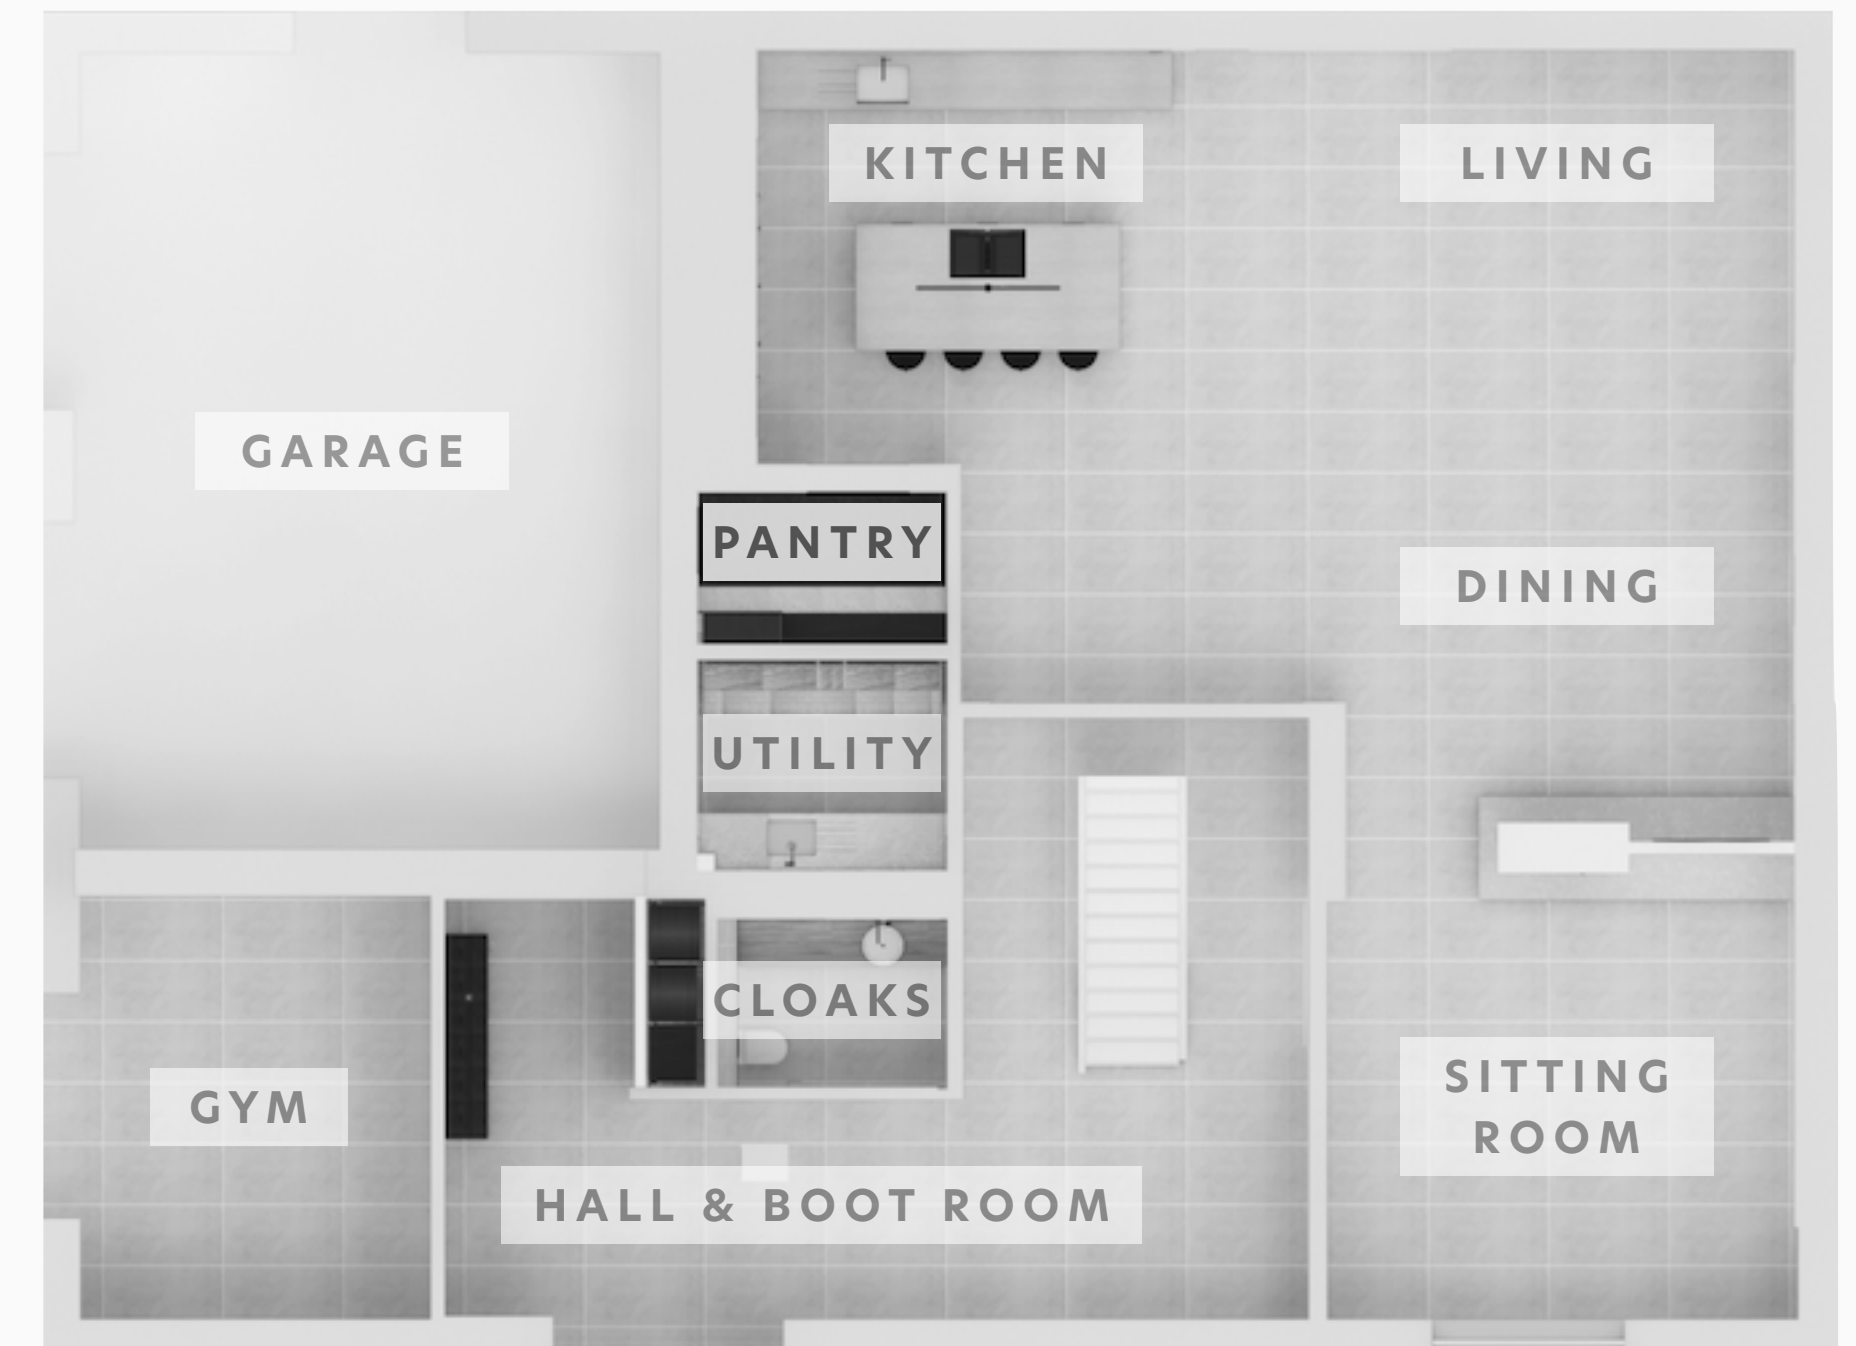 KITCHEN
LIVING
GARAGE
PANTRY
DINING
UTILITY
CLOAKS
SITTING
ROOM
GYM
HALL & BOOT ROOM